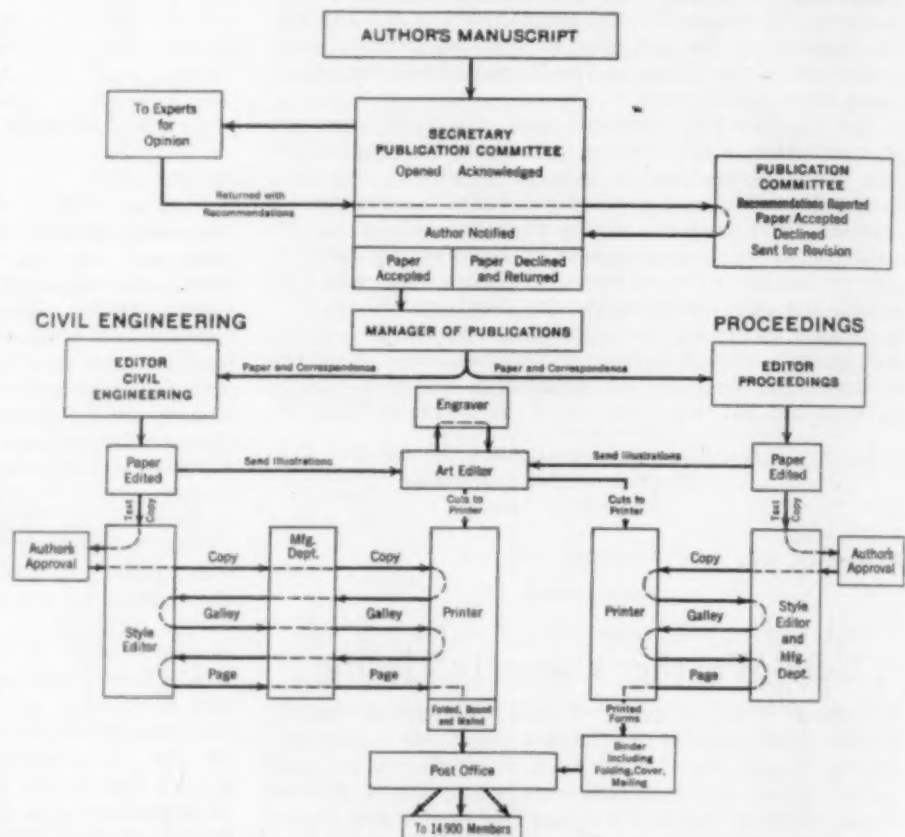 AUTHOR'S MANUSCRIPT
To Experts
for
Opinion
SECRETARY
PUBLICATION COMMITTEE
Opened Acknowledged
PUBLICATION
COMMITTEE
Recommendations Reported
Paper Accepted
Declined
Sent for Revision
Returned with
Recommendations
Author Notified
Paper
Accepted
Paper Declined
and Returned
CIVIL ENGINEERING
MANAGER OF PUBLICATIONS
PROCEEDINGS
EDITOR
CIVIL
ENGINEERING
Paper and Correspondence
Paper and Correspondence
EDITOR
PROCEEDINGS
Engraver
Paper
Edited
Send Illustrations
Art Editor
Send Illustrations
Paper
Edited
Text
Copy
Cuts to
Printer
Cuts to
Printer
Text
Copy
Author's
Approval
Style
Editor
Copy
Galley
Page
Mfg.
Dept.
Copy
Galley
Page
Printer
Folded, Bound
and Mailed
Printer
Copy
Galley
Page
Style
Editor
and
Mfg.
Dept.
Author's
Approval
Printed
Forms
Binder
Including
Folding, Cover,
Mailing
Post Office
To 14 900 Members